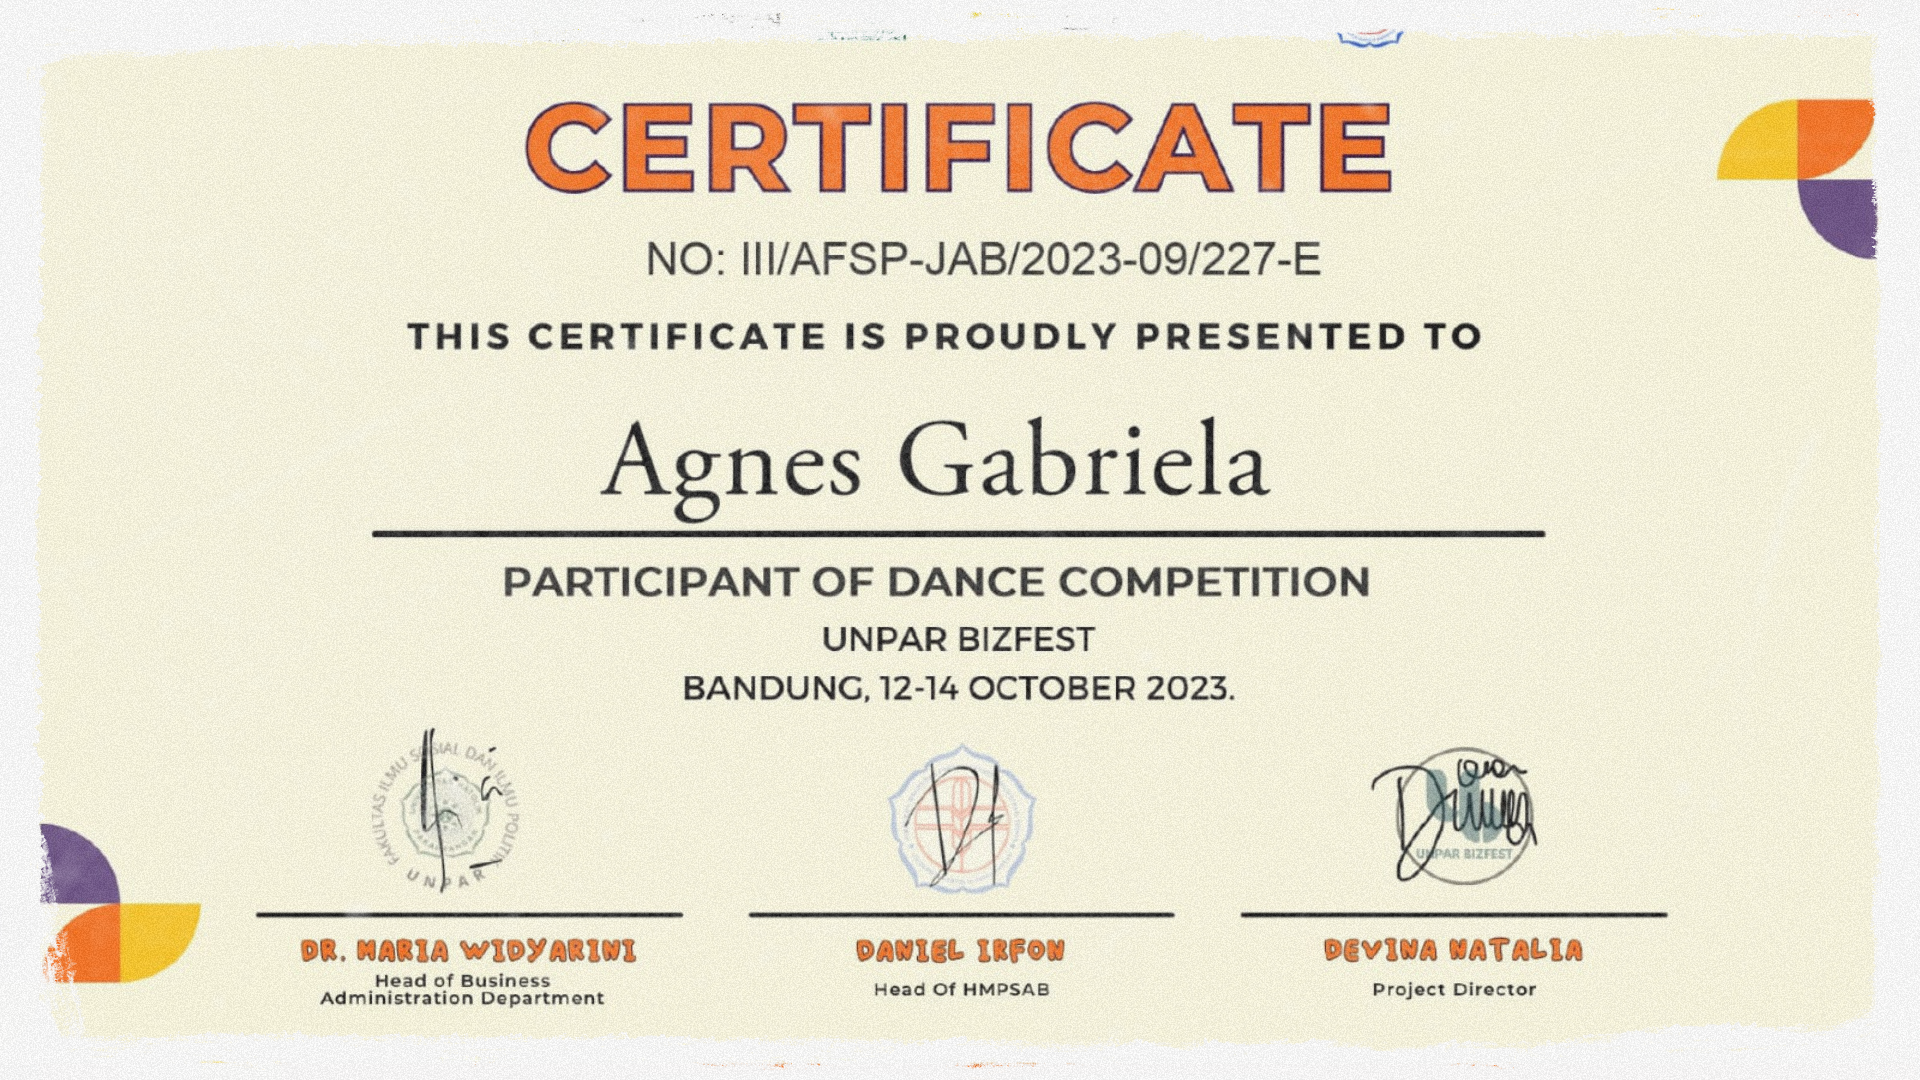 CERTIFICATE
NO: III/AFSP-JAB/2023-09/227-E
THIS CERTIFICATE IS PROUDLY PRESENTED TO
Agnes Gabriela
PARTICIPANT OF DANCE COMPETITION
UNPAR BIZFEST
BANDUNG, 12-14 OCTOBER 2023.
FAKULTAS ILMU SOSIAL DAN ILMU POLITIK
UNPAR
UNPAR BIZFEST
DR. MARIA WIDYARINI
Head of Business
Administration Department
DANIEL IRFON
Head Of HMPSAB
DEVINA NATALIA
Project Director